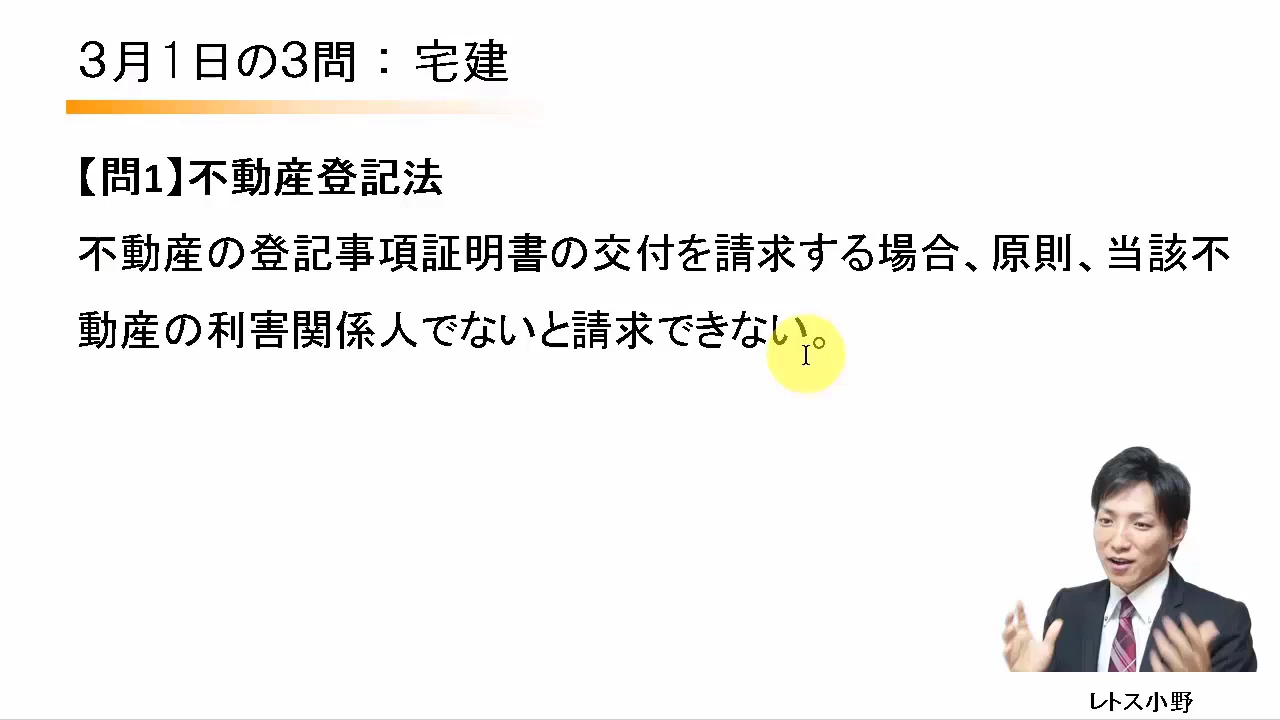 ３月１日の３問：宅建
【問1】不動産登記法
不動産の登記事項証明書の交付を請求する場合、原則、当該不
動産の利害関係人でないと請求できない。
レトス小野